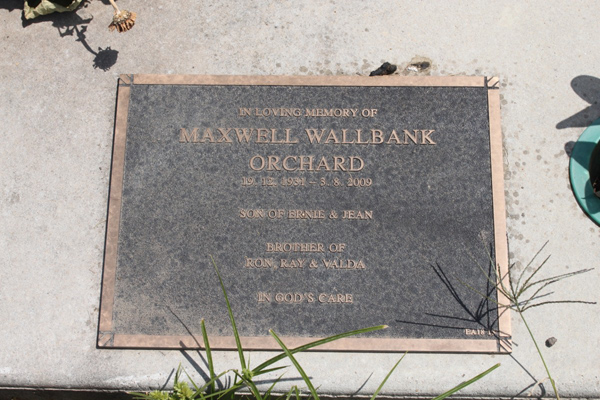 IN LOVING MEMORY OF
MAXWELL WALLBANK
ORCHARD
19. 12. 1931 – 3. 8. 2009
SON OF ERNIE & JEAN
BROTHER OF
RON, KAY & VALDA
IN GOD'S CARE